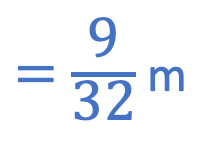 = 9/32 m